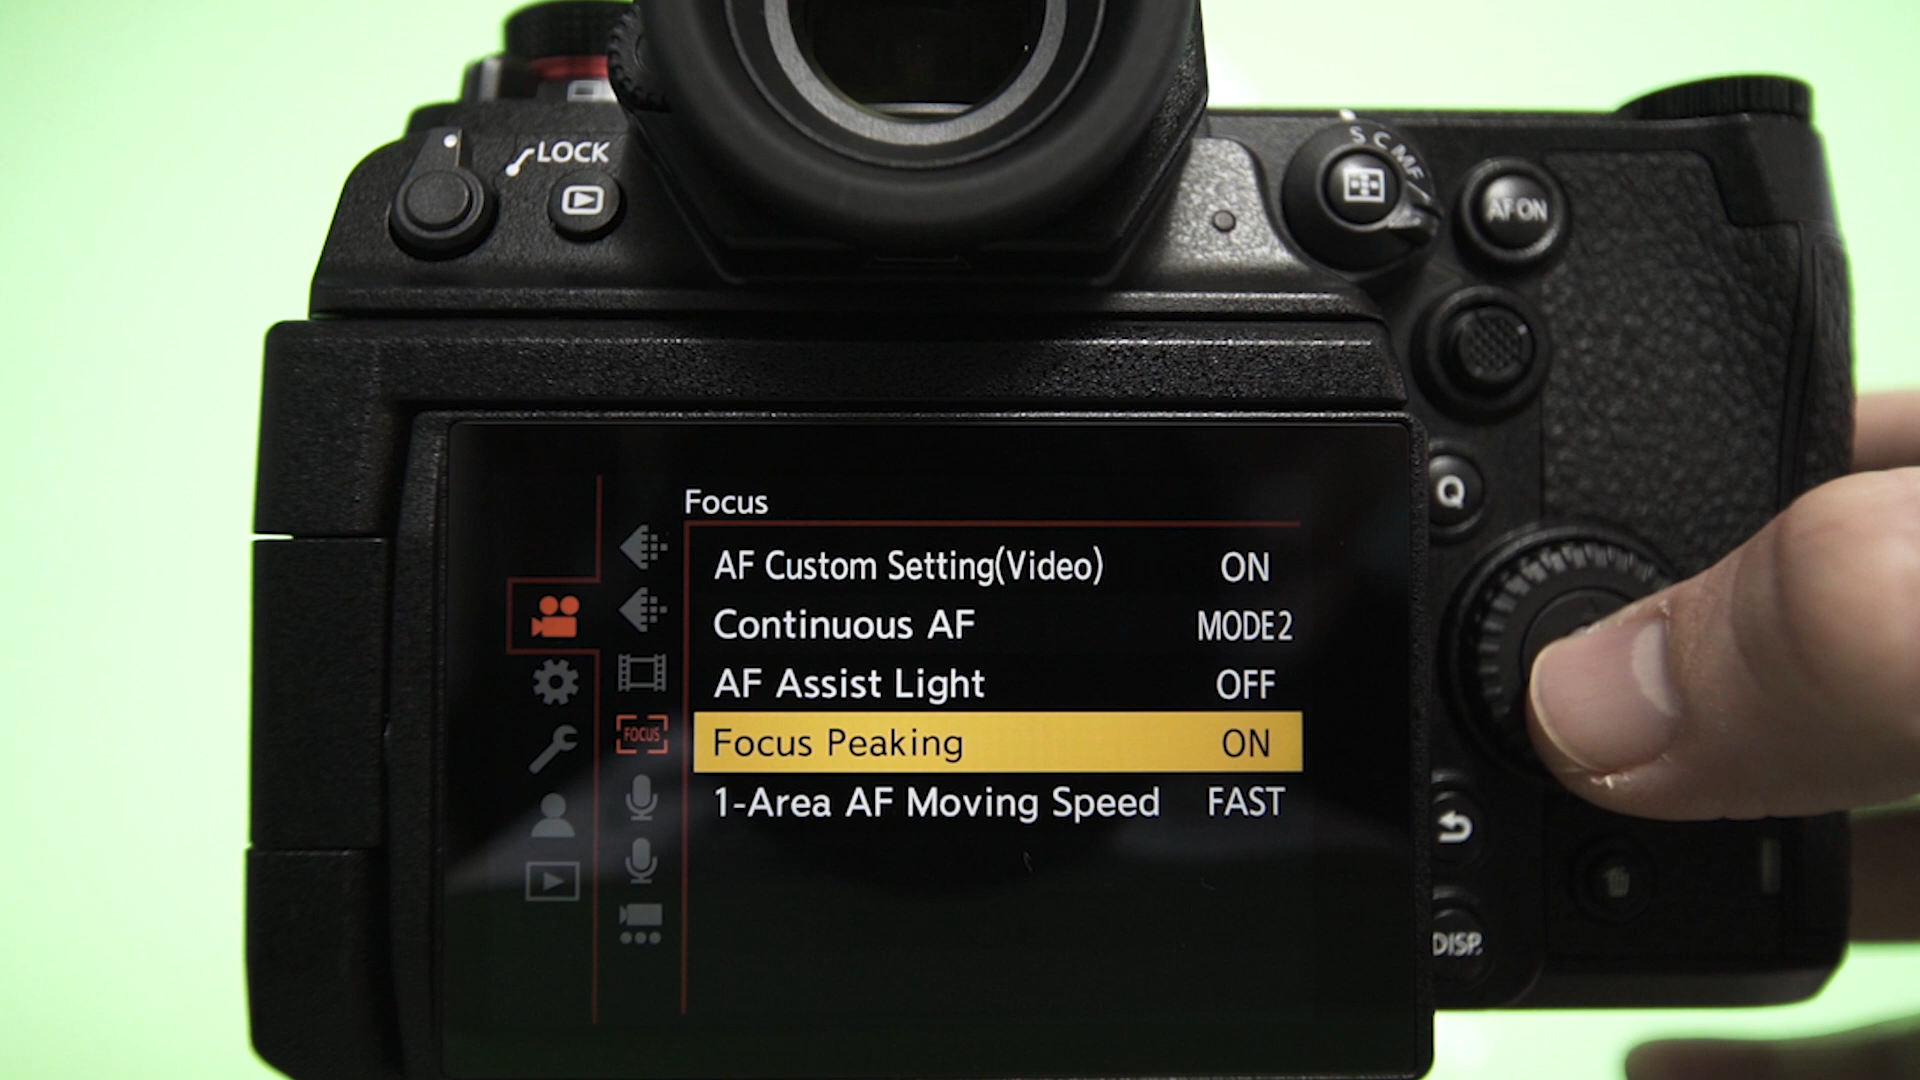 LOCK
S C MF
AF ON
Q
Focus
AF Custom Setting(Video) ON
Continuous AF MODE2
AF Assist Light OFF
FOCUS
Focus Peaking ON
1-Area AF Moving Speed FAST
DISP.